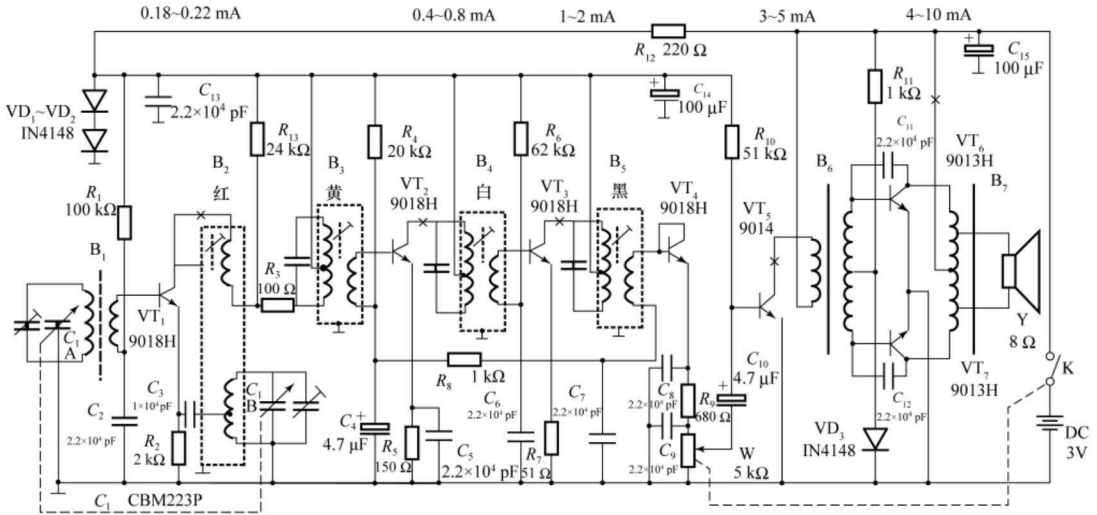 0.18~0.22 mA
0.4~0.8 mA
1~2 mA
3~5 mA
4~10 mA
R12 220 Ω
C15
100 μF
VD1~VD2
IN4148
C13
2.2×10⁴ pF
C14
100 μF
R11
1 kΩ
R1
100 kΩ
R13
24 kΩ
R4
20 kΩ
R6
62 kΩ
R10
51 kΩ
C11
2.2×10⁴ pF
VT6
9013H
B2
红
B3
黄
VT2
9018H
B4
白
VT3
9018H
B5
黑
VT4
9018H
VT5
9014
B6
B7
B1
R3
100 Ω
VT1
9018H
C1
A
Y
8 Ω
R8 1 kΩ
VT7
9013H
K
C2
2.2×10⁴ pF
C3
1×10⁴ pF
R2
2 kΩ
C1
B
C4
4.7 μF
R5
150 Ω
C5
2.2×10⁴ pF
C6
2.2×10⁴ pF
R7
51 Ω
C7
2.2×10⁴ pF
C8
2.2×10⁴ pF
R9
680 Ω
C9
2.2×10⁴ pF
C10
4.7 μF
W
5 kΩ
C12
2.2×10⁴ pF
VD3
IN4148
DC
3V
C1 CBM223P